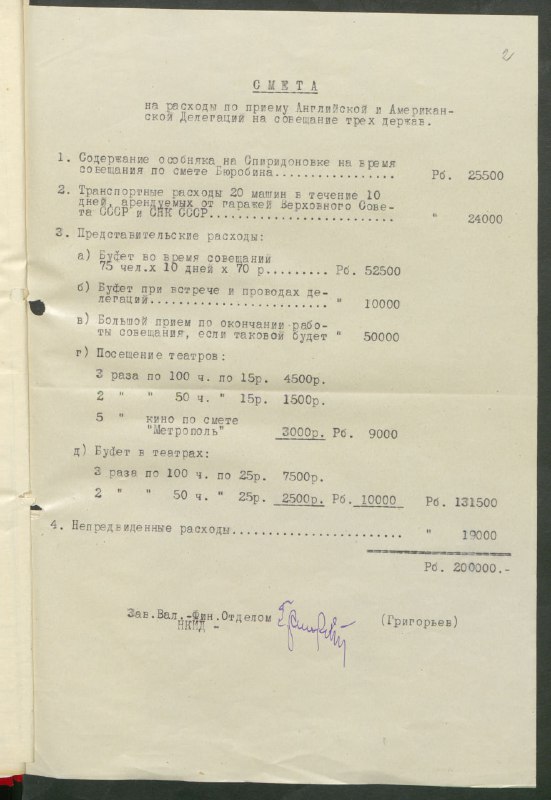 2
СМЕТА
на расходы по приему Английской и Американ-
ской Делегаций на совещание трех держав.
1. Содержание особняка на Спиридоновке на время
совещания по смете Бюробина................. Рб. 25500
2. Транспортные расходы 20 машин в течение 10
дней, арендуемых от гаражей Верховного Сове-
та СССР и СНК СССР.......................... " 24000
3. Представительские расходы:
а) Буфет во время совещаний
75 чел.х 10 дней х 70 р......... Рб. 52500
б) Буфет при встрече и проводах де-
легаций......................... " 10000
в) Большой прием по окончании рабо-
ты совещания, если таковой будет " 50000
г) Посещение театров:
3 раза по 100 ч. по 15р. 4500р.
2 " " 50 ч. " 15р. 1500р.
5 " кино по смете
"Метрополь" 3000р. Рб. 9000
д) Буфет в театрах:
3 раза по 100 ч. по 25р. 7500р.
2 " " 50 ч. " 25р. 2500р. Рб. 10000 Рб. 131500
4. Непредвиденные расходы........................ " 19000
Рб. 200000.-
Зав.Вал.-Фин.Отделом (Григорьев)
НКИД -